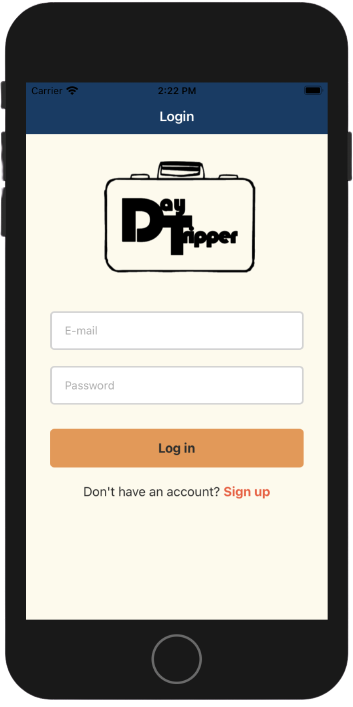 Carrier 2:22 PM
Login
Day
Tripper
E-mail
Password
Log in
Don't have an account? Sign up